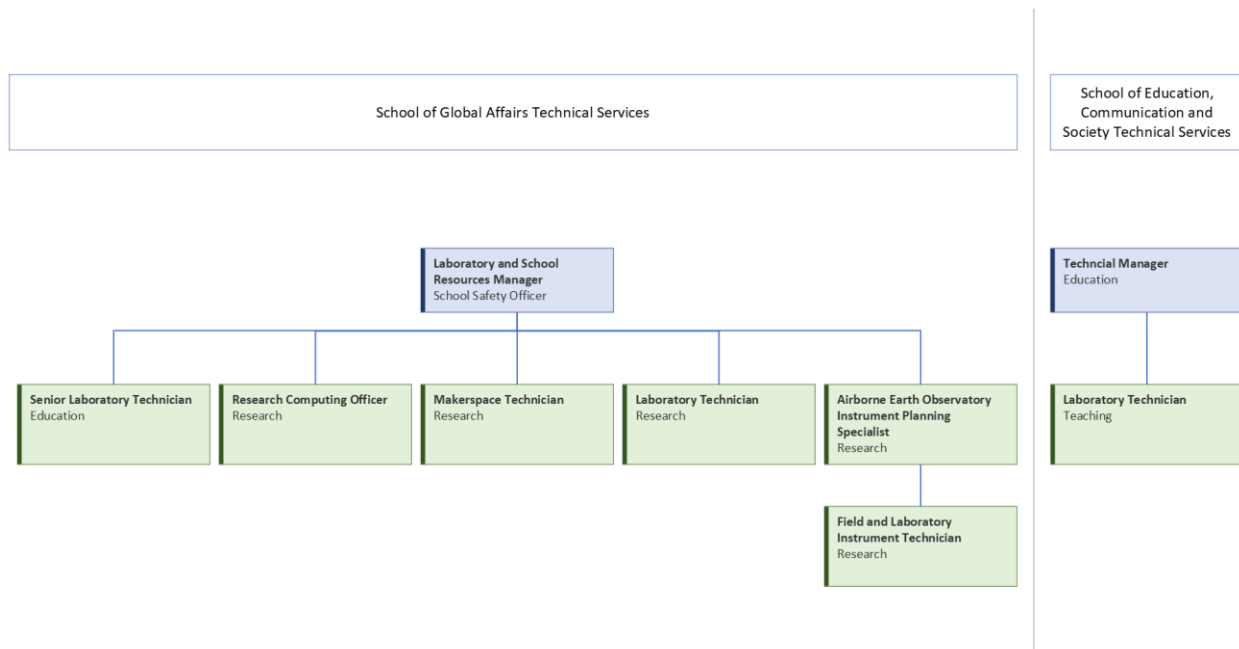 School of Global Affairs Technical Services
School of Education,
Communication and
Society Technical Services
Laboratory and School
Resources Manager
School Safety Officer
Techncial Manager
Education
Senior Laboratory Technician
Education
Research Computing Officer
Research
Makerspace Technician
Research
Laboratory Technician
Research
Airborne Earth Observatory
Instrument Planning
Specialist
Research
Laboratory Technician
Teaching
Field and Laboratory
Instrument Technician
Research